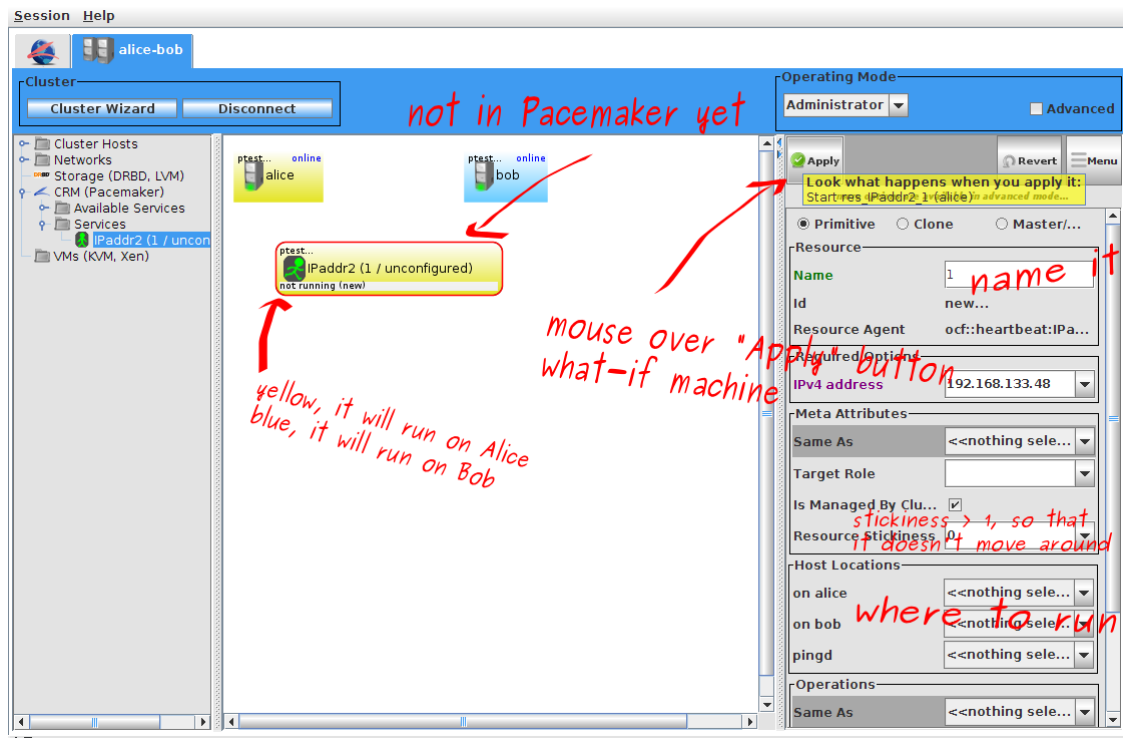 Session Help
alice-bob
Cluster
Cluster Wizard Disconnect
not in Pacemaker yet
Operating Mode
Administrator
Advanced
Cluster Hosts
Networks
Storage (DRBD, LVM)
CRM (Pacemaker)
Available Services
Services
IPaddr2 (1 / uncon
VMs (KVM, Xen)
ptest... online
alice
ptest... online
bob
ptest...
IPaddr2 (1 / unconfigured)
not running (new)
yellow, it will run on Alice
blue, it will run on Bob
mouse over "Apply" button
what-if machine
Apply Revert Menu
Look what happens when you apply it:
Start res_IPaddr2_1 (alice)
in advanced mode...
Primitive Clone Master/...
Resource
Name 1
name it
Id new...
Resource Agent ocf::heartbeat:IPa...
Required Options
IPv4 address 192.168.133.48
Meta Attributes
Same As <<nothing sele...
Target Role
Is Managed By Clu...
stickiness > 1, so that
it doesn't move around
Resource Stickiness 0
Host Locations
on alice <<nothing sele...
where to run
on bob <<nothing sele...
pingd <<nothing sele...
Operations
Same As <<nothing sele...